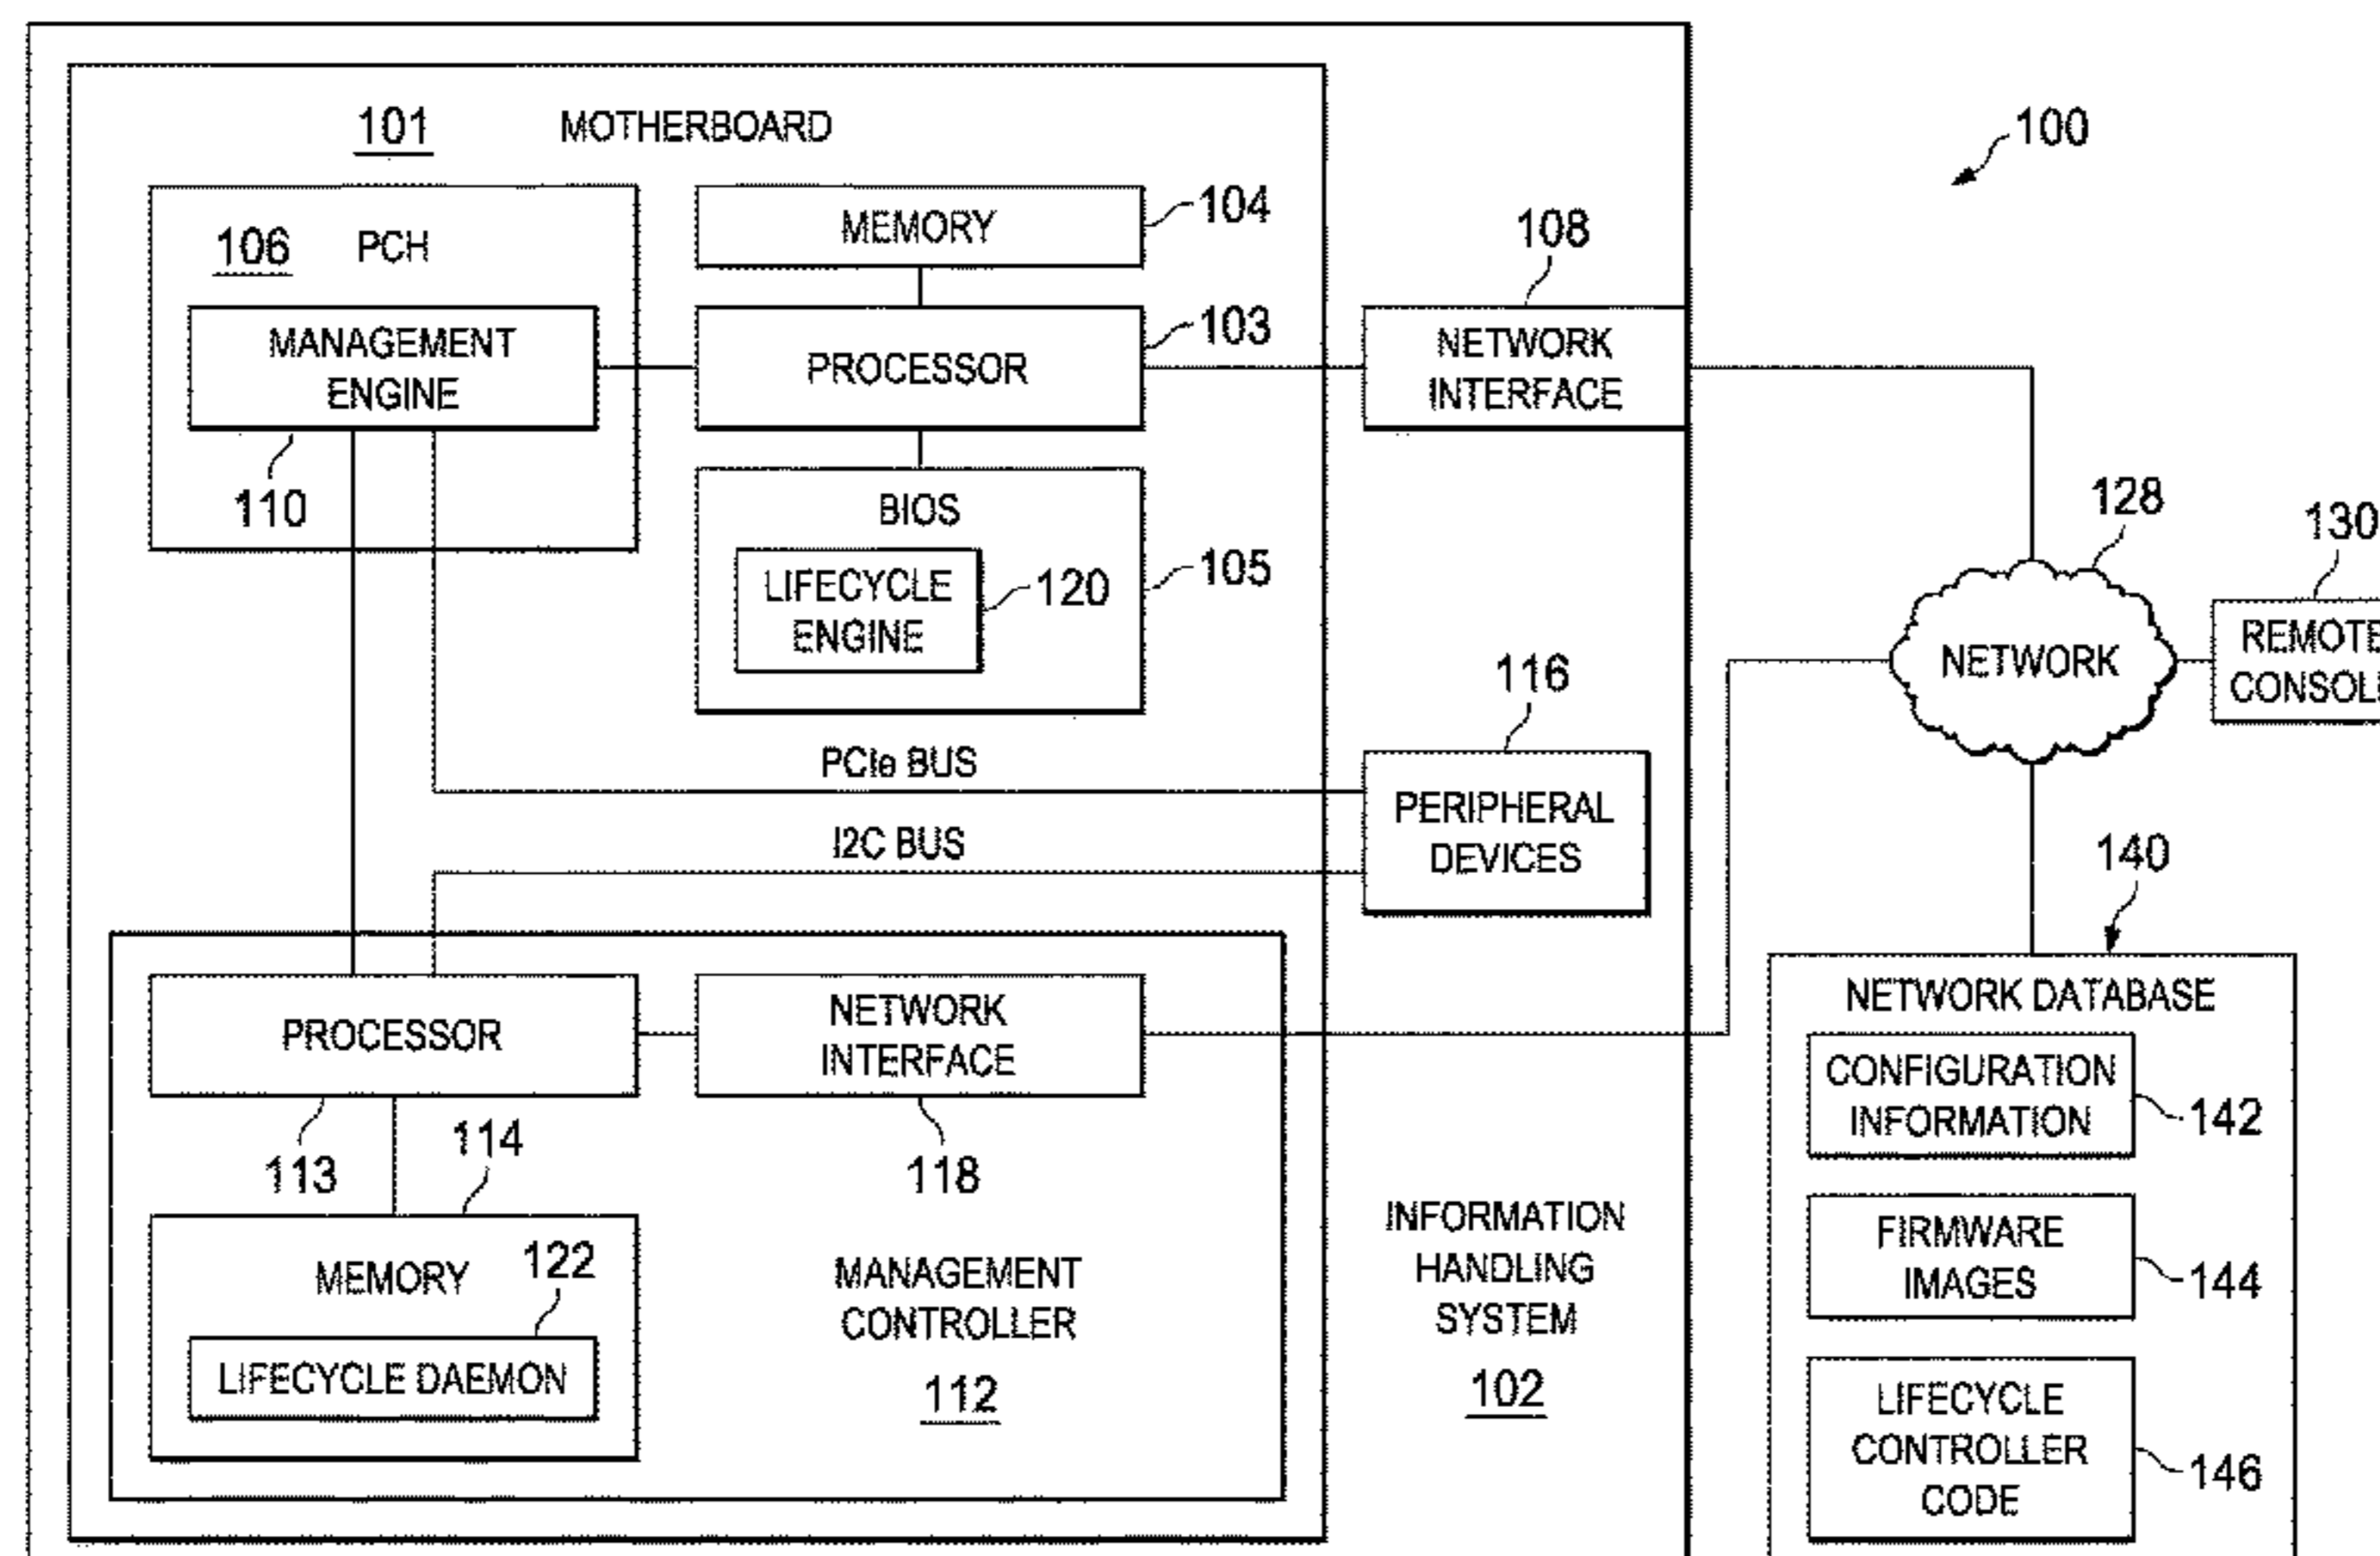 101 MOTHERBOARD
100
106 PCH
MEMORY
104
108
MANAGEMENT
ENGINE
110
PROCESSOR
103
NETWORK
INTERFACE
BIOS
LIFECYCLE
ENGINE
120
105
128
130
NETWORK
REMOTE
116
PCIe BUS
PERIPHERAL
DEVICES
I2C BUS
140
PROCESSOR
113
NETWORK
INTERFACE
118
NETWORK DATABASE
CONFIGURATION
INFORMATION
142
114
MEMORY
122
LIFECYCLE DAEMON
MANAGEMENT
CONTROLLER
112
INFORMATION
HANDLING
SYSTEM
102
FIRMWARE
IMAGES
144
LIFECYCLE
CONTROLLER
CODE
146